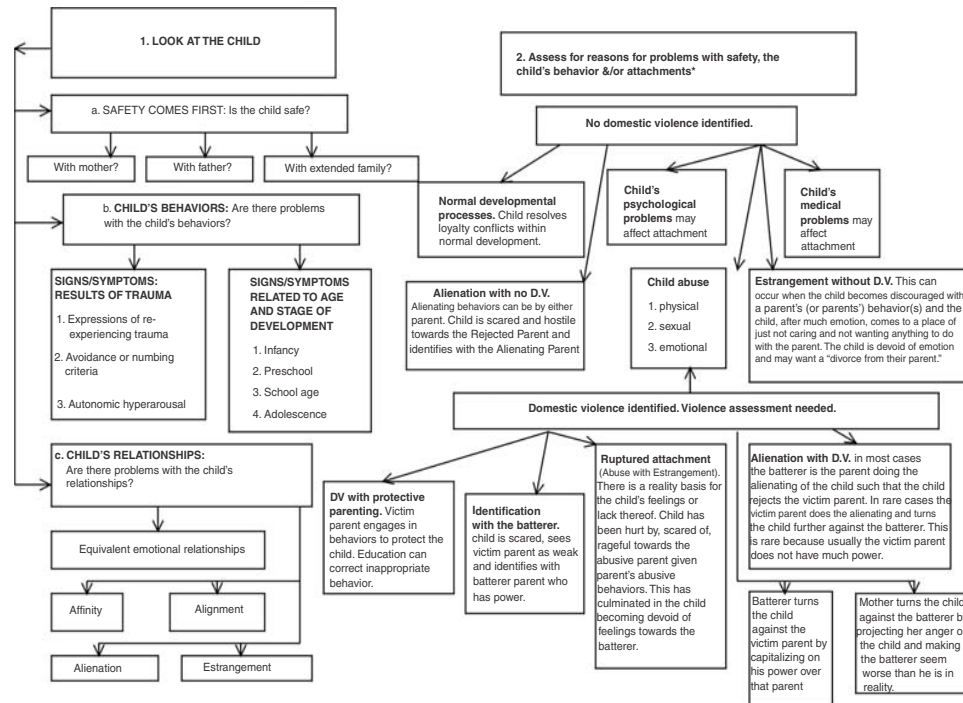 1. LOOK AT THE CHILD
a. SAFETY COMES FIRST: Is the child safe?
With mother?
With father?
With extended family?
b. CHILD'S BEHAVIORS: Are there problems
with the child's behaviors?
SIGNS/SYMPTOMS:
RESULTS OF TRAUMA
1. Expressions of re-
experiencing trauma
2. Avoidance or numbing
criteria
3. Autonomic hyperarousal
SIGNS/SYMPTOMS
RELATED TO AGE
AND STAGE OF
DEVELOPMENT
1. Infancy
2. Preschool
3. School age
4. Adolescence
c. CHILD'S RELATIONSHIPS:
Are there problems with the child's
relationships?
Equivalent emotional relationships
Affinity
Alignment
Alienation
Estrangement
2. Assess for reasons for problems with safety, the
child's behavior &/or attachments*
No domestic violence identified.
Normal developmental
processes. Child resolves
loyalty conflicts within
normal development.
Child's
psychological
problems may
affect attachment
Child's
medical
problems may
affect
attachment
Alienation with no D.V.
Alienating behaviors can be by either
parent. Child is scared and hostile
towards the Rejected Parent and
identifies with the Alienating Parent
Child abuse
1. physical
2. sexual
3. emotional
Estrangement without D.V. This can
occur when the child becomes discouraged with
a parent's (or parents') behavior(s) and the
child, after much emotion, comes to a place of
just not caring and not wanting anything to do
with the parent. The child is devoid of emotion
and may want a "divorce from their parent."
Domestic violence identified. Violence assessment needed.
DV with protective
parenting. Victim
parent engages in
behaviors to protect the
child. Education can
correct inappropriate
behavior.
Identification
with the batterer.
child is scared, sees
victim parent as weak
and identifies with
batterer parent who
has power.
Ruptured attachment
(Abuse with Estrangement).
There is a reality basis for
the child's feelings or
lack thereof. Child has
been hurt by, scared of,
rageful towards the
abusive parent given
parent's abusive
behaviors. This has
culminated in the child
becoming devoid of
feelings towards the
batterer.
Alienation with D.V. in most cases
the batterer is the parent doing the
alienating of the child such that the child
rejects the victim parent. In rare cases the
victim parent does the alienating and turns
the child further against the batterer. This
is rare because usually the victim parent
does not have much power.
Batterer turns
the child
against the
victim parent by
capitalizing on
his power over
that parent
Mother turns the child
against the batterer by
projecting her anger
the child and making
the batterer seem
worse than he is in
reality.